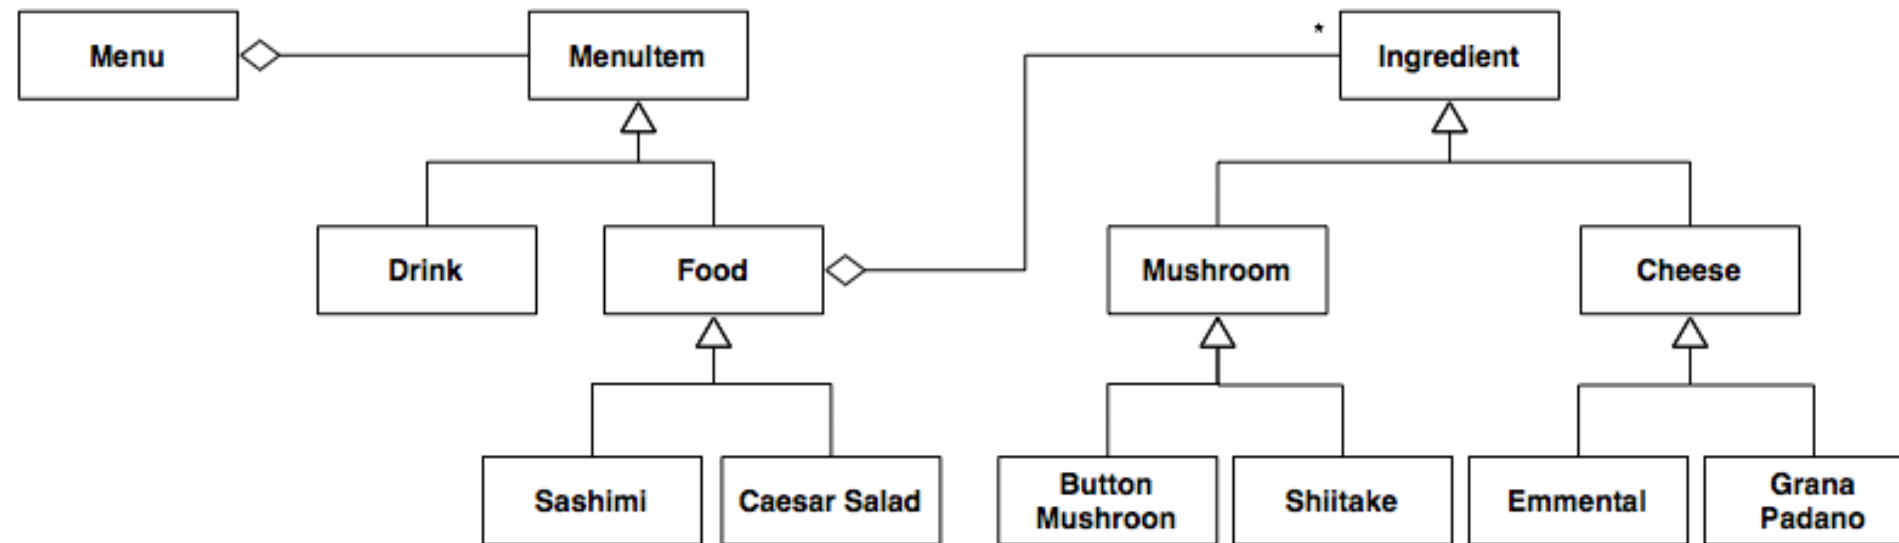 Menu
MenuItem
*
Ingredient
Drink
Food
Mushroom
Cheese
Sashimi
Caesar Salad
Button
Mushroon
Shiitake
Emmental
Grana
Padano